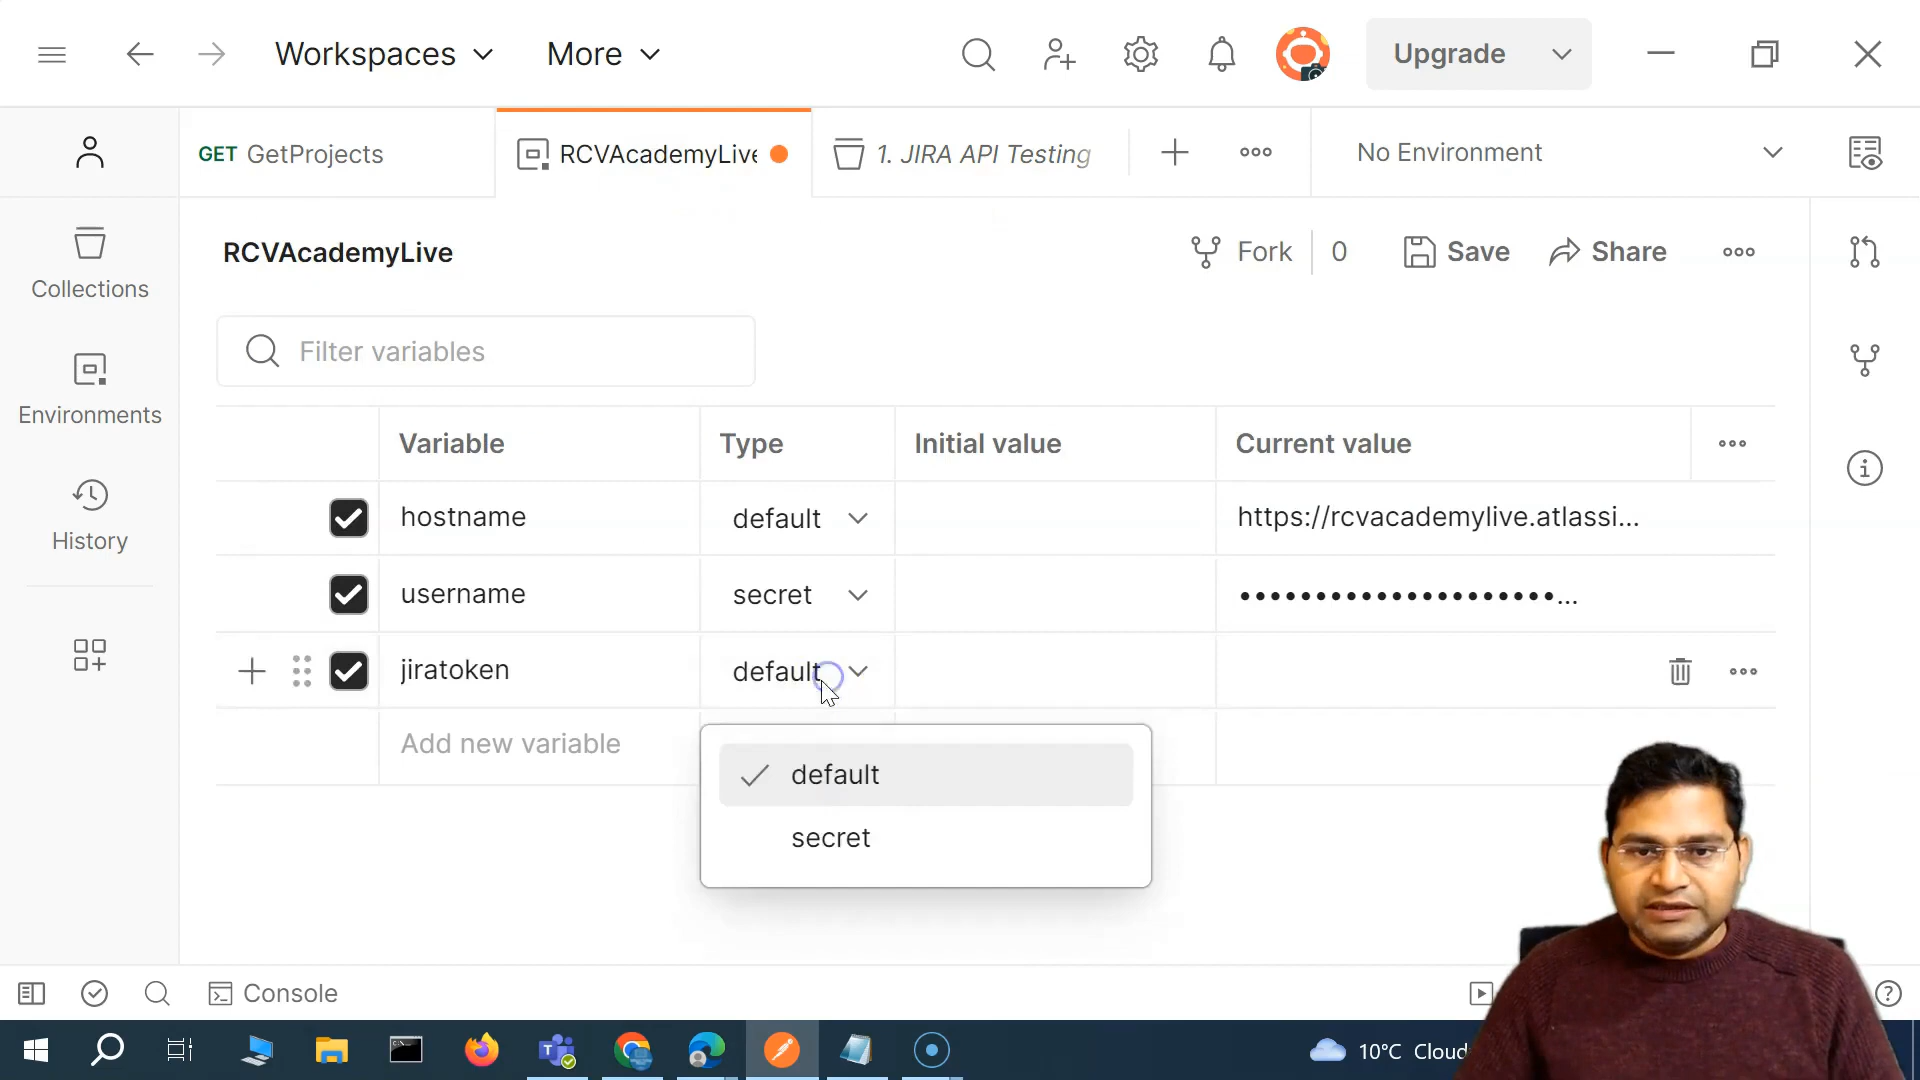 Workspaces
More
Upgrade
GET GetProjects
RCVAcademyLive
1. JIRA API Testing
No Environment
RCVAcademyLive
Fork
0
Save
Share
Collections
Environments
History
Filter variables
Variable
Type
Initial value
Current value
hostname
default
https://rcvacademylive.atlassi...
username
secret
jiratoken
default
Add new variable
default
secret
Console
10°C